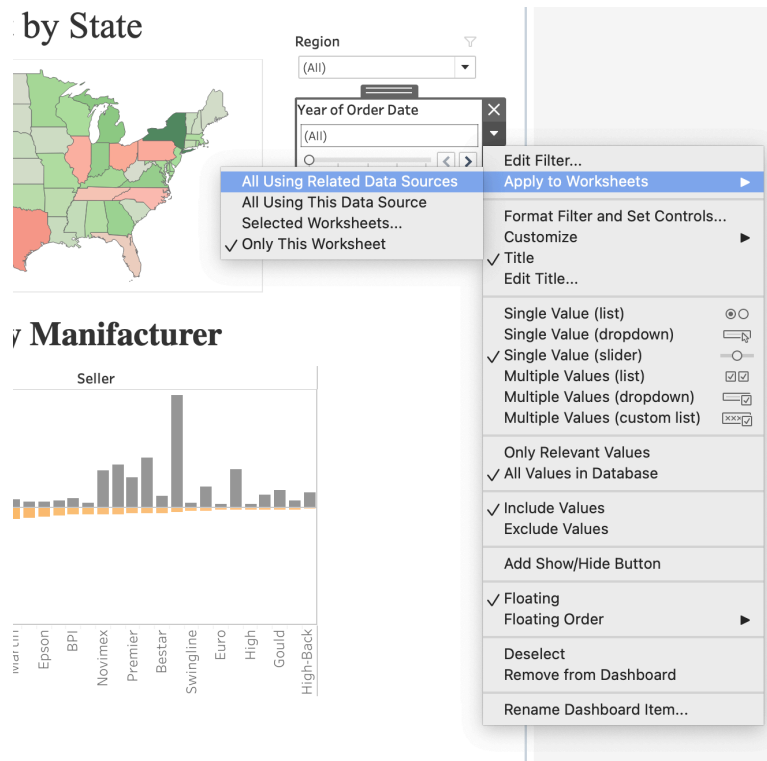 by State
Region
(All)
Year of Order Date
(All)
Edit Filter...
Apply to Worksheets
All Using Related Data Sources
All Using This Data Source
Selected Worksheets...
Only This Worksheet
Format Filter and Set Controls...
Customize
Title
Edit Title...
Single Value (list)
Single Value (dropdown)
Single Value (slider)
Multiple Values (list)
Multiple Values (dropdown)
Multiple Values (custom list)
Only Relevant Values
All Values in Database
Include Values
Exclude Values
Add Show/Hide Button
Floating
Floating Order
Deselect
Remove from Dashboard
Rename Dashboard Item...
y Manifacturer
Seller
Epson
BPI
Novimex
Premier
Bestar
Swingline
Euro
High
Gould
High-Back